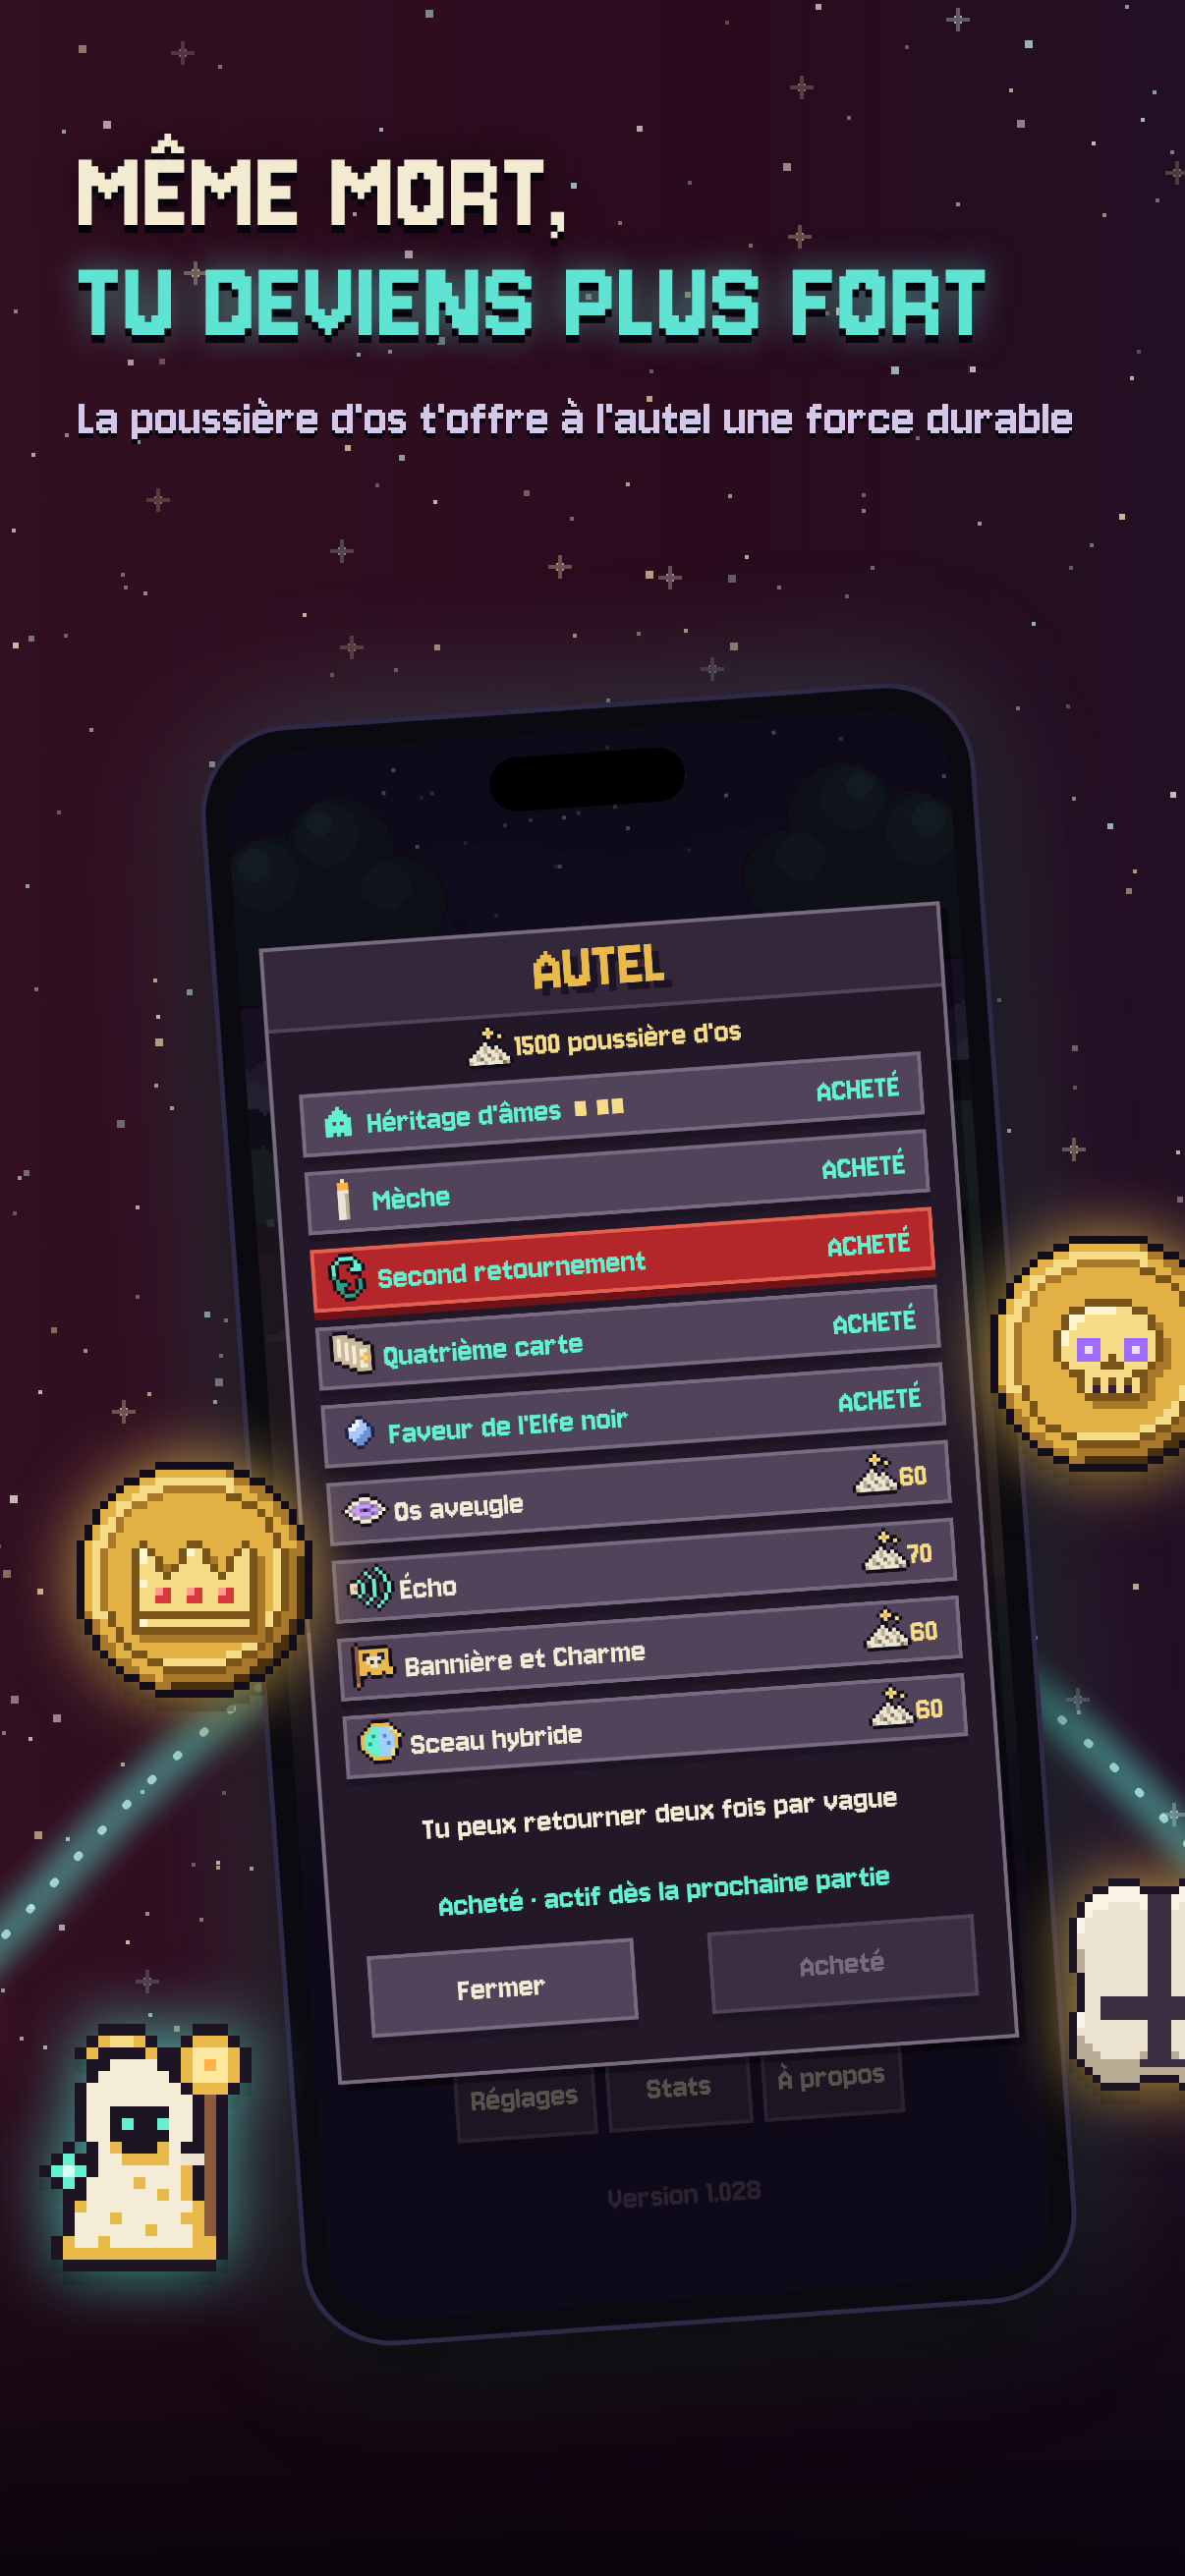 MÊME MORT,
TU DEVIENS PLUS FORT
La poussière d'os t'offre à l'autel une force durable
AUTEL
1500 poussière d'os
Héritage d'âmes ACHETÉ
Mèche ACHETÉ
Second retournement ACHETÉ
Quatrième carte ACHETÉ
Faveur de l'Elfe noir ACHETÉ
Os aveugle 60
Écho 70
Bannière et Charme 60
Sceau hybride 60
Tu peux retourner deux fois par vague
Acheté · actif dès la prochaine partie
Fermer Acheté
Réglages Stats À propos
Version 1.028